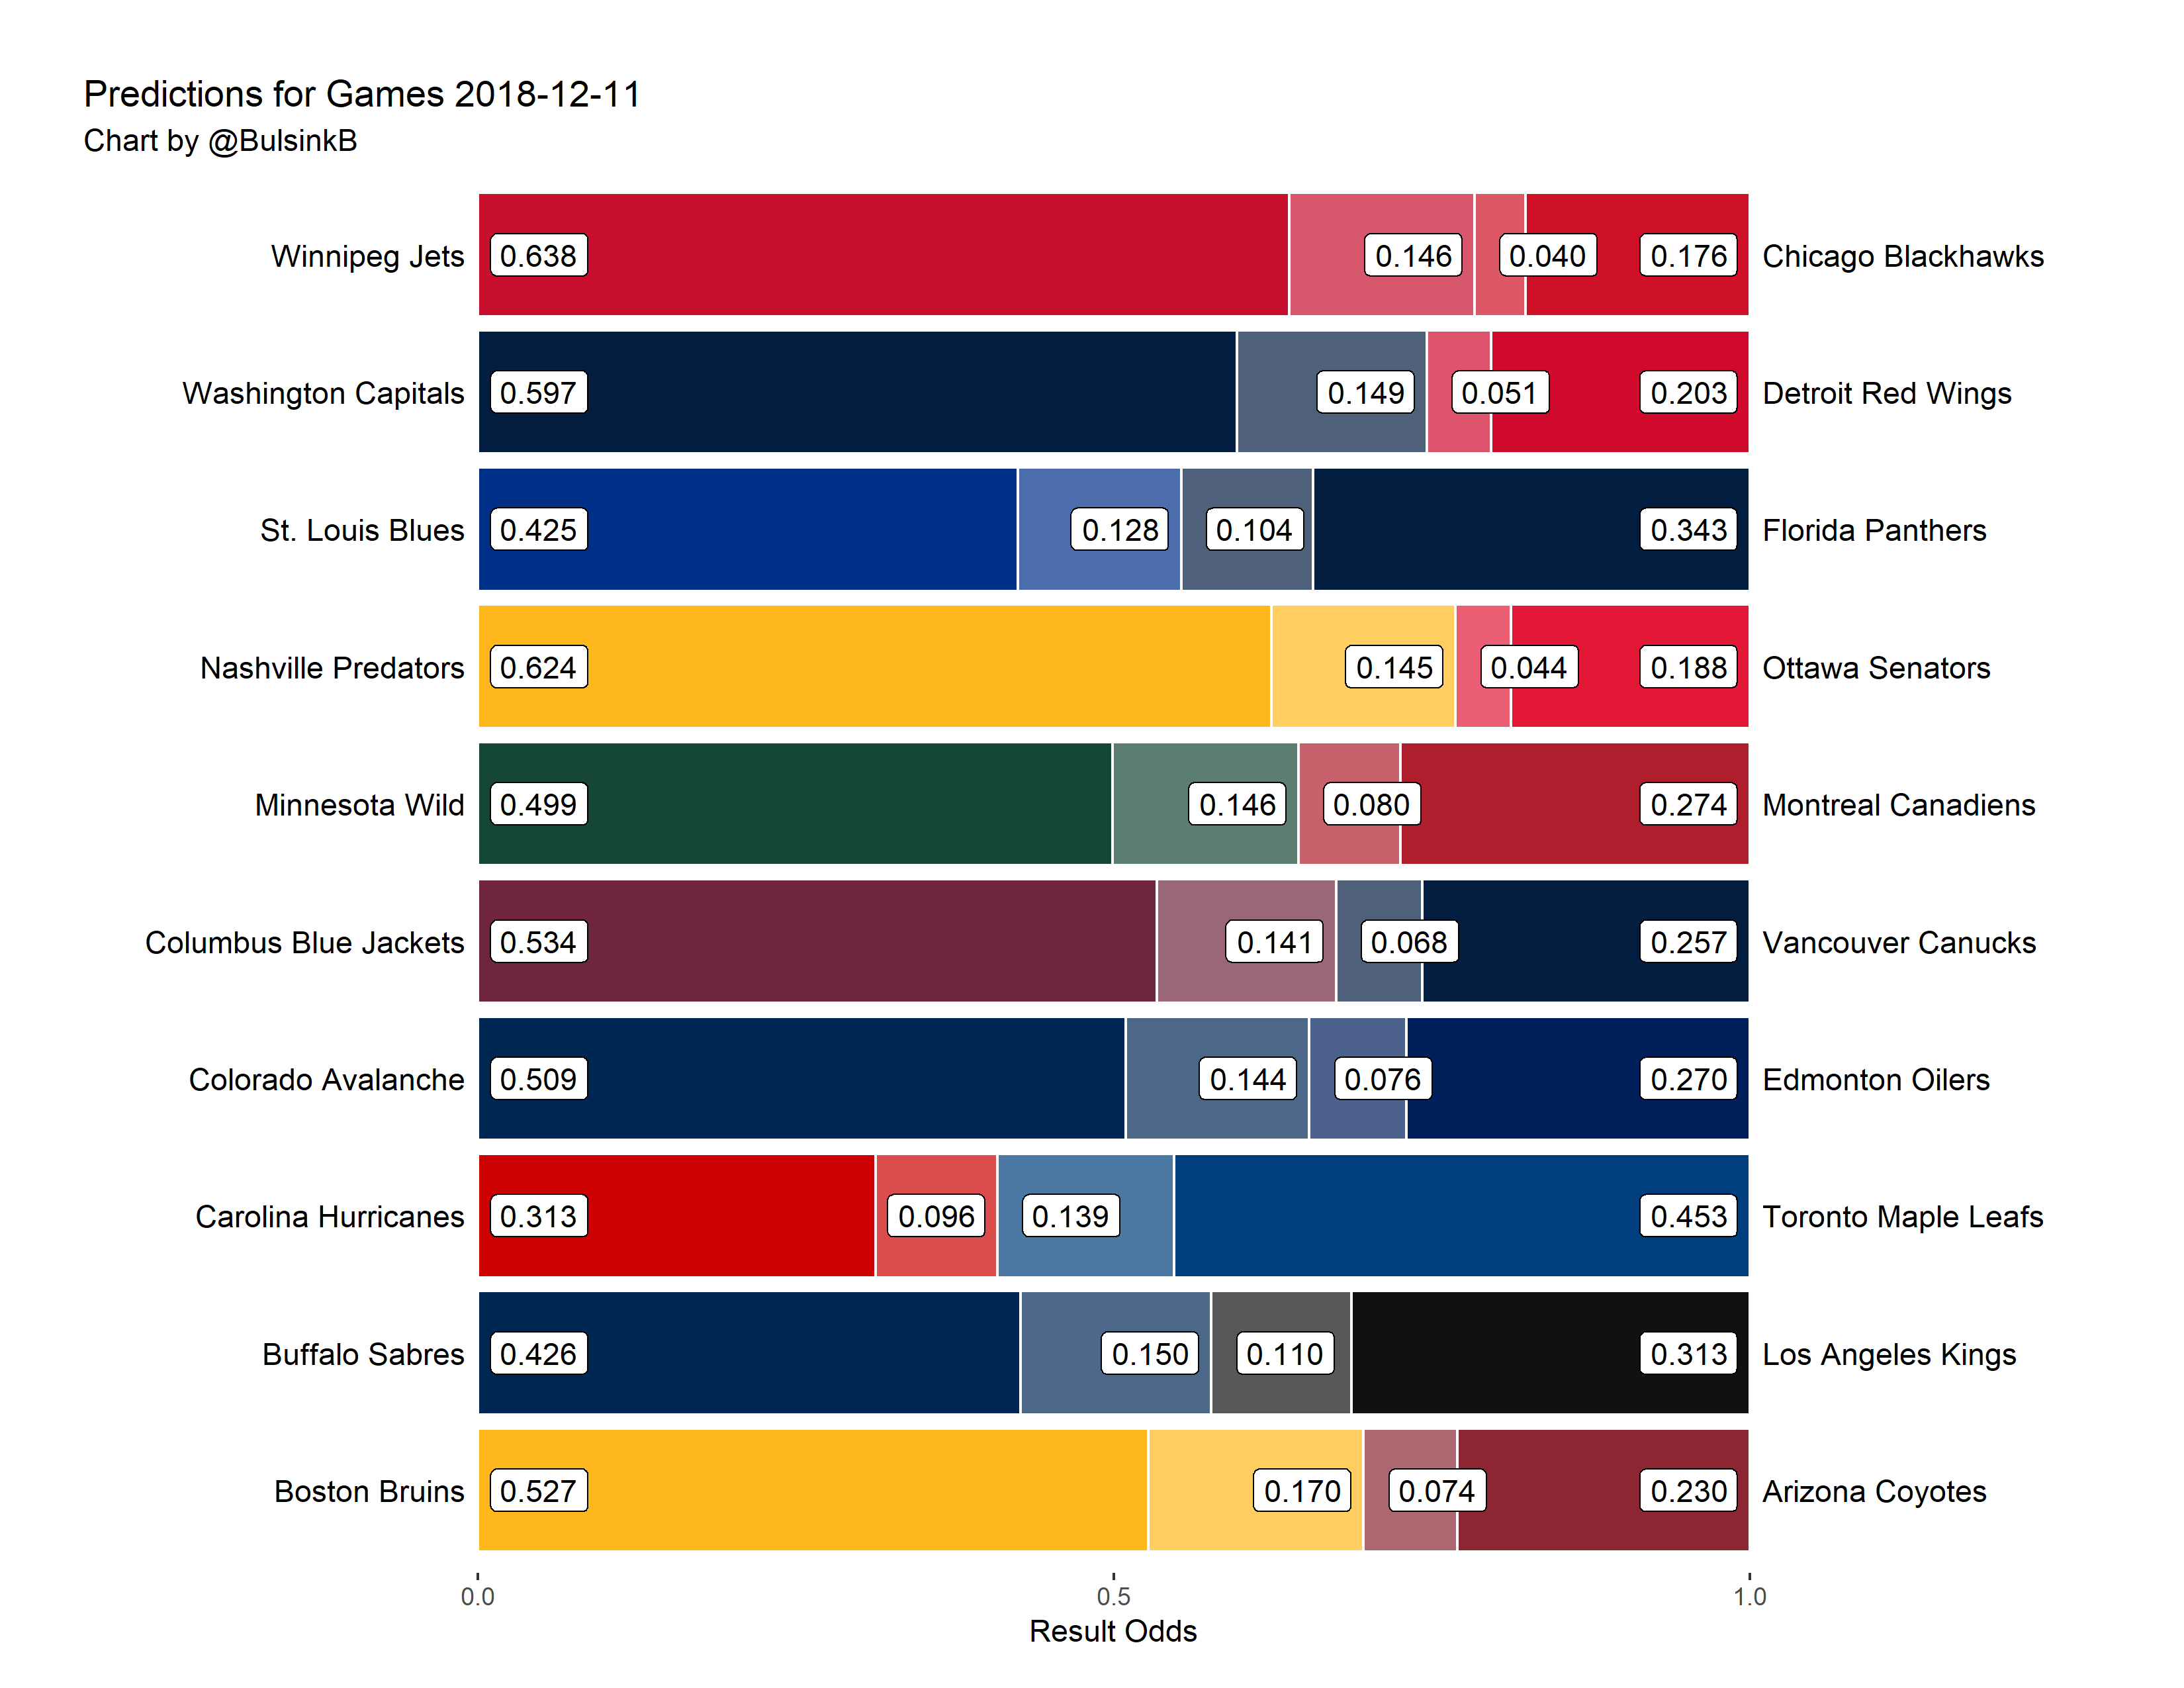 Predictions for Games 2018-12-11
Chart by @BulsinkB
Winnipeg Jets 0.638 0.146 0.040 0.176 Chicago Blackhawks
Washington Capitals 0.597 0.149 0.051 0.203 Detroit Red Wings
St. Louis Blues 0.425 0.128 0.104 0.343 Florida Panthers
Nashville Predators 0.624 0.145 0.044 0.188 Ottawa Senators
Minnesota Wild 0.499 0.146 0.080 0.274 Montreal Canadiens
Columbus Blue Jackets 0.534 0.141 0.068 0.257 Vancouver Canucks
Colorado Avalanche 0.509 0.144 0.076 0.270 Edmonton Oilers
Carolina Hurricanes 0.313 0.096 0.139 0.453 Toronto Maple Leafs
Buffalo Sabres 0.426 0.150 0.110 0.313 Los Angeles Kings
Boston Bruins 0.527 0.170 0.074 0.230 Arizona Coyotes
0.0 0.5 1.0
Result Odds